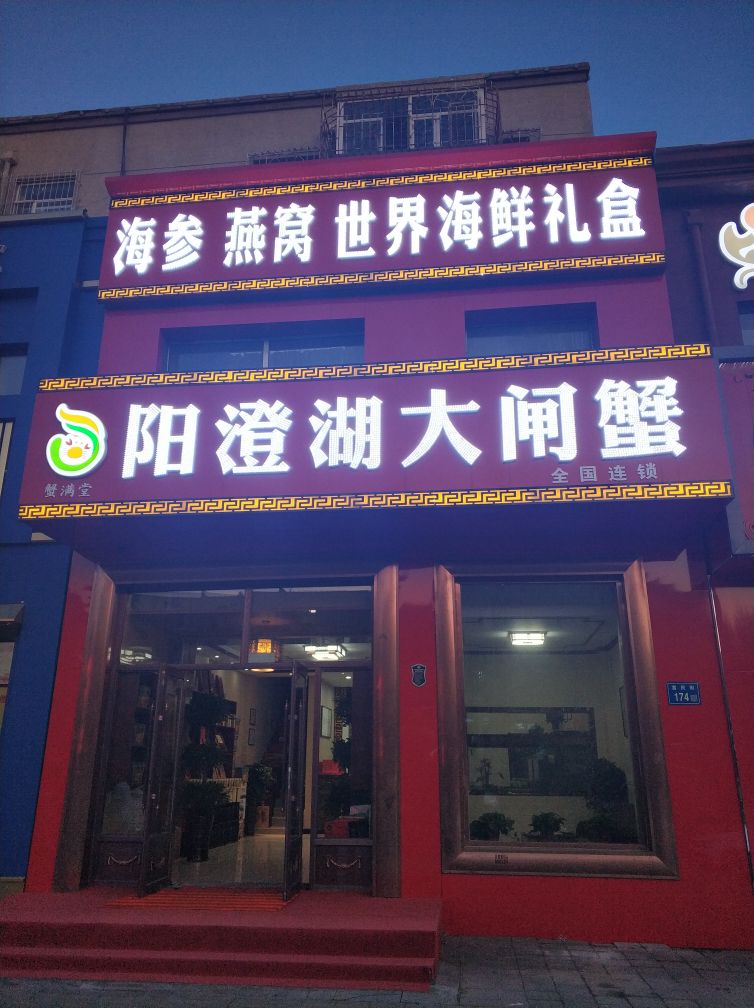 海参 燕窝 世界海鲜礼盒
阳澄湖大闸蟹
蟹满堂
全国连锁
174